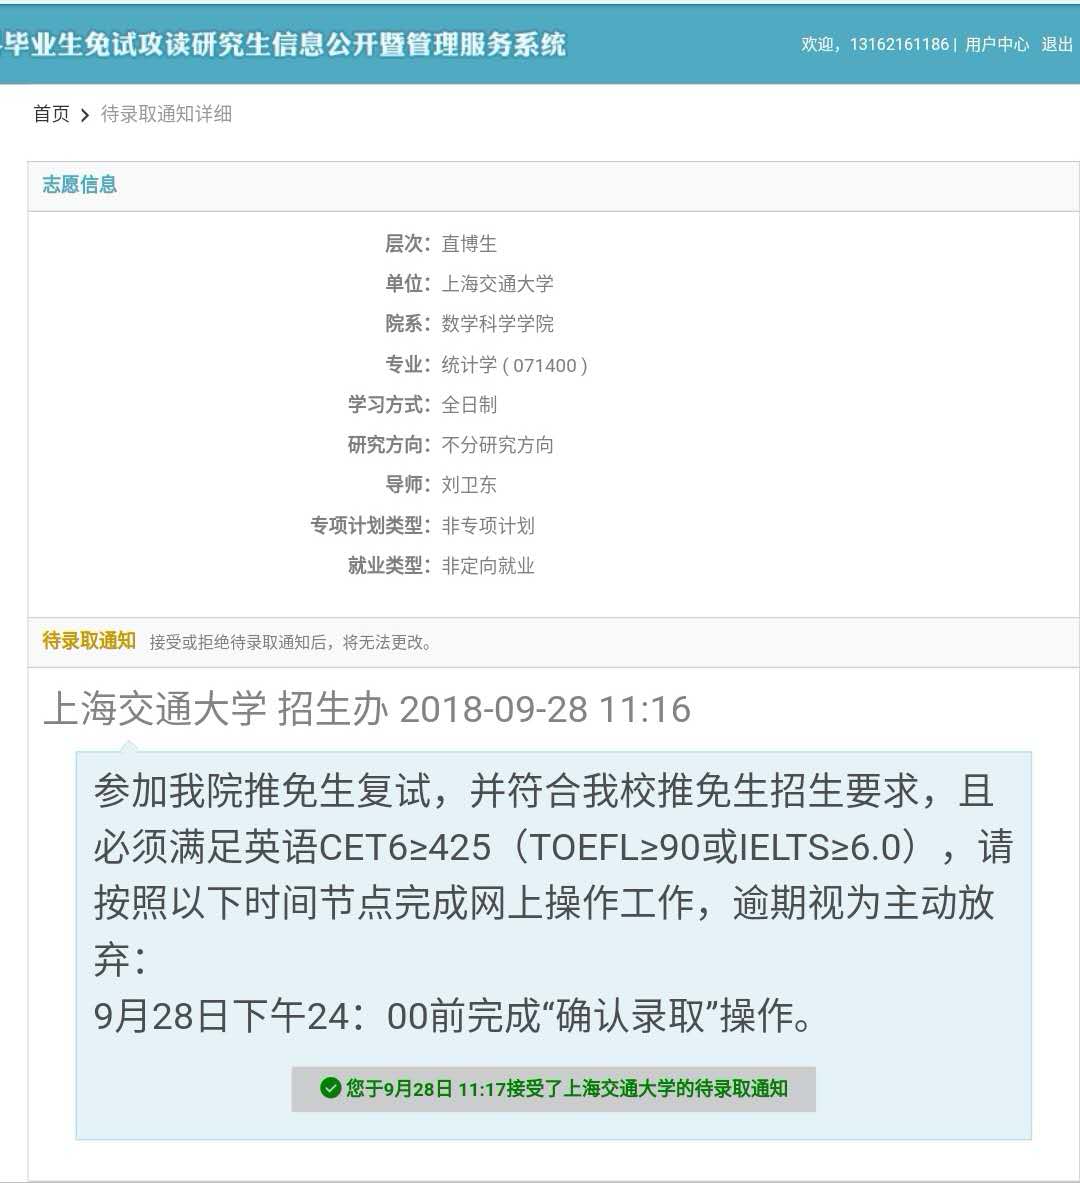 毕业生免试攻读研究生信息公开暨管理服务系统
欢迎，13162161186 | 用户中心 退出
首页 > 待录取通知详细
志愿信息
层次：直博生
单位：上海交通大学
院系：数学科学学院
专业：统计学 ( 071400 )
学习方式：全日制
研究方向：不分研究方向
导师：刘卫东
专项计划类型：非专项计划
就业类型：非定向就业
待录取通知 接受或拒绝待录取通知后，将无法更改。
上海交通大学 招生办 2018-09-28 11:16
参加我院推免生复试，并符合我校推免生招生要求，且
必须满足英语CET6≥425（TOEFL≥90或IELTS≥6.0），请
按照以下时间节点完成网上操作工作，逾期视为主动放
弃：
9月28日下午24：00前完成“确认录取”操作。
您于9月28日 11:17接受了上海交通大学的待录取通知